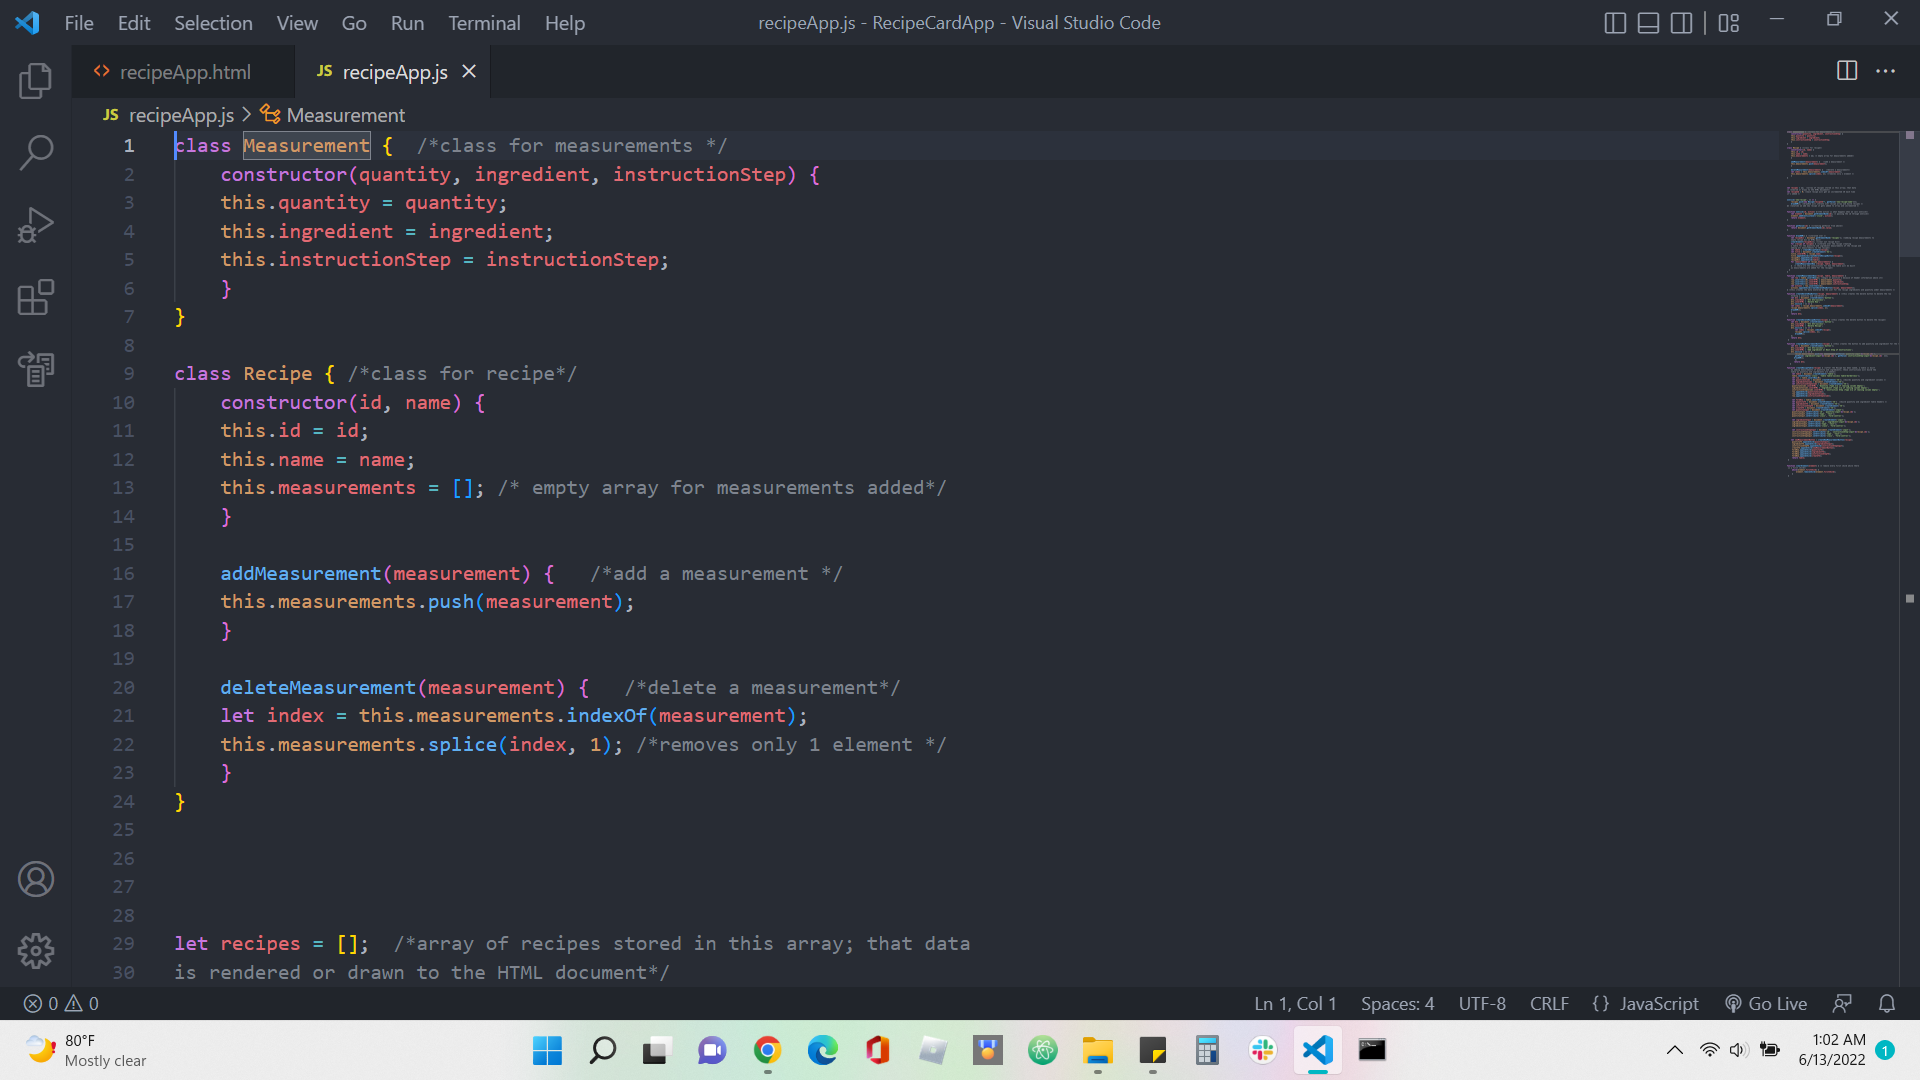 File Edit Selection View Go Run Terminal Help recipeApp.js - RecipeCardApp - Visual Studio Code
<> recipeApp.html JS recipeApp.js
JS recipeApp.js > Measurement
1 class Measurement { /*class for measurements */
2 constructor(quantity, ingredient, instructionStep) {
3 this.quantity = quantity;
4 this.ingredient = ingredient;
5 this.instructionStep = instructionStep;
6 }
7 }
8
9 class Recipe { /*class for recipe*/
10 constructor(id, name) {
11 this.id = id;
12 this.name = name;
13 this.measurements = []; /* empty array for measurements added*/
14 }
15
16 addMeasurement(measurement) { /*add a measurement */
17 this.measurements.push(measurement);
18 }
19
20 deleteMeasurement(measurement) { /*delete a measurement*/
21 let index = this.measurements.indexOf(measurement);
22 this.measurements.splice(index, 1); /*removes only 1 element */
23 }
24 }
25
26
27
28
29 let recipes = []; /*array of recipes stored in this array; that data
30 is rendered or drawn to the HTML document*/
0 0 Ln 1, Col 1 Spaces: 4 UTF-8 CRLF {} JavaScript Go Live
80°F
Mostly clear
1:02 AM
6/13/2022
1